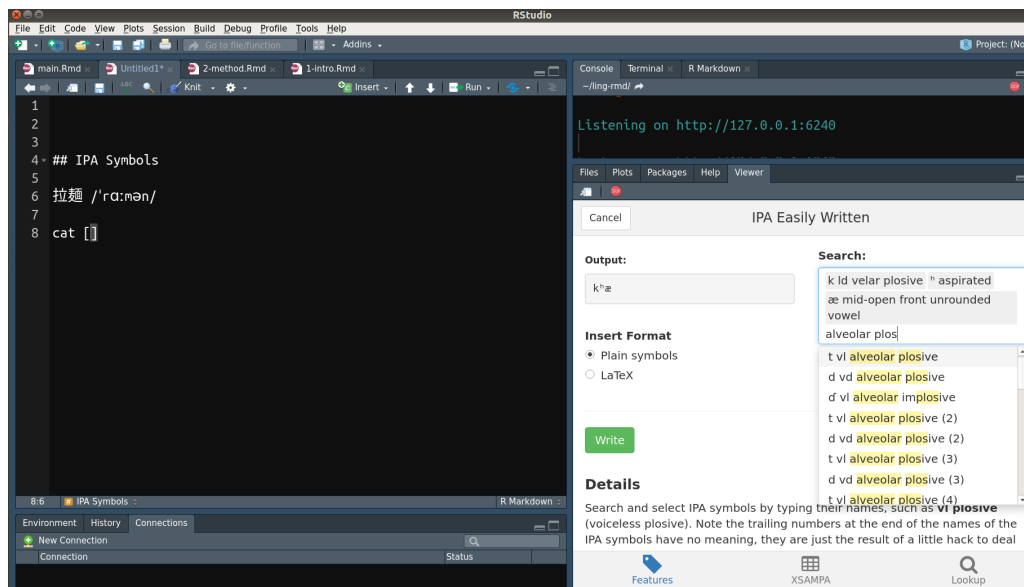 RStudio
File Edit Code View Plots Session Build Debug Profile Tools Help
Go to file/function Addins Project: (No
main.Rmd Untitled1* 2-method.Rmd 1-intro.Rmd
ABC Knit Insert Run
1
2
3
4 ## IPA Symbols
5
6 拉麺 /ˈrɑːmən/
7
8 cat []
8:6 # IPA Symbols R Markdown
Environment History Connections
New Connection
Connection Status
Console Terminal R Markdown
~/ling-rmd/
Listening on http://127.0.0.1:6240
Files Plots Packages Help Viewer
Cancel IPA Easily Written
Output:
kʰæ
Insert Format
Plain symbols
LaTeX
Write
Search:
k ld velar plosive ʰ aspirated
æ mid-open front unrounded
vowel
alveolar plos
t vl alveolar plosive
d vd alveolar plosive
ɗ vl alveolar implosive
t vl alveolar plosive (2)
d vd alveolar plosive (2)
t vl alveolar plosive (3)
d vd alveolar plosive (3)
t vl alveolar plosive (4)
Details
Search and select IPA symbols by typing their names, such as vl plosive
(voiceless plosive). Note the trailing numbers at the end of the names of the
IPA symbols have no meaning, they are just the result of a little hack to deal
Features XSAMPA Lookup